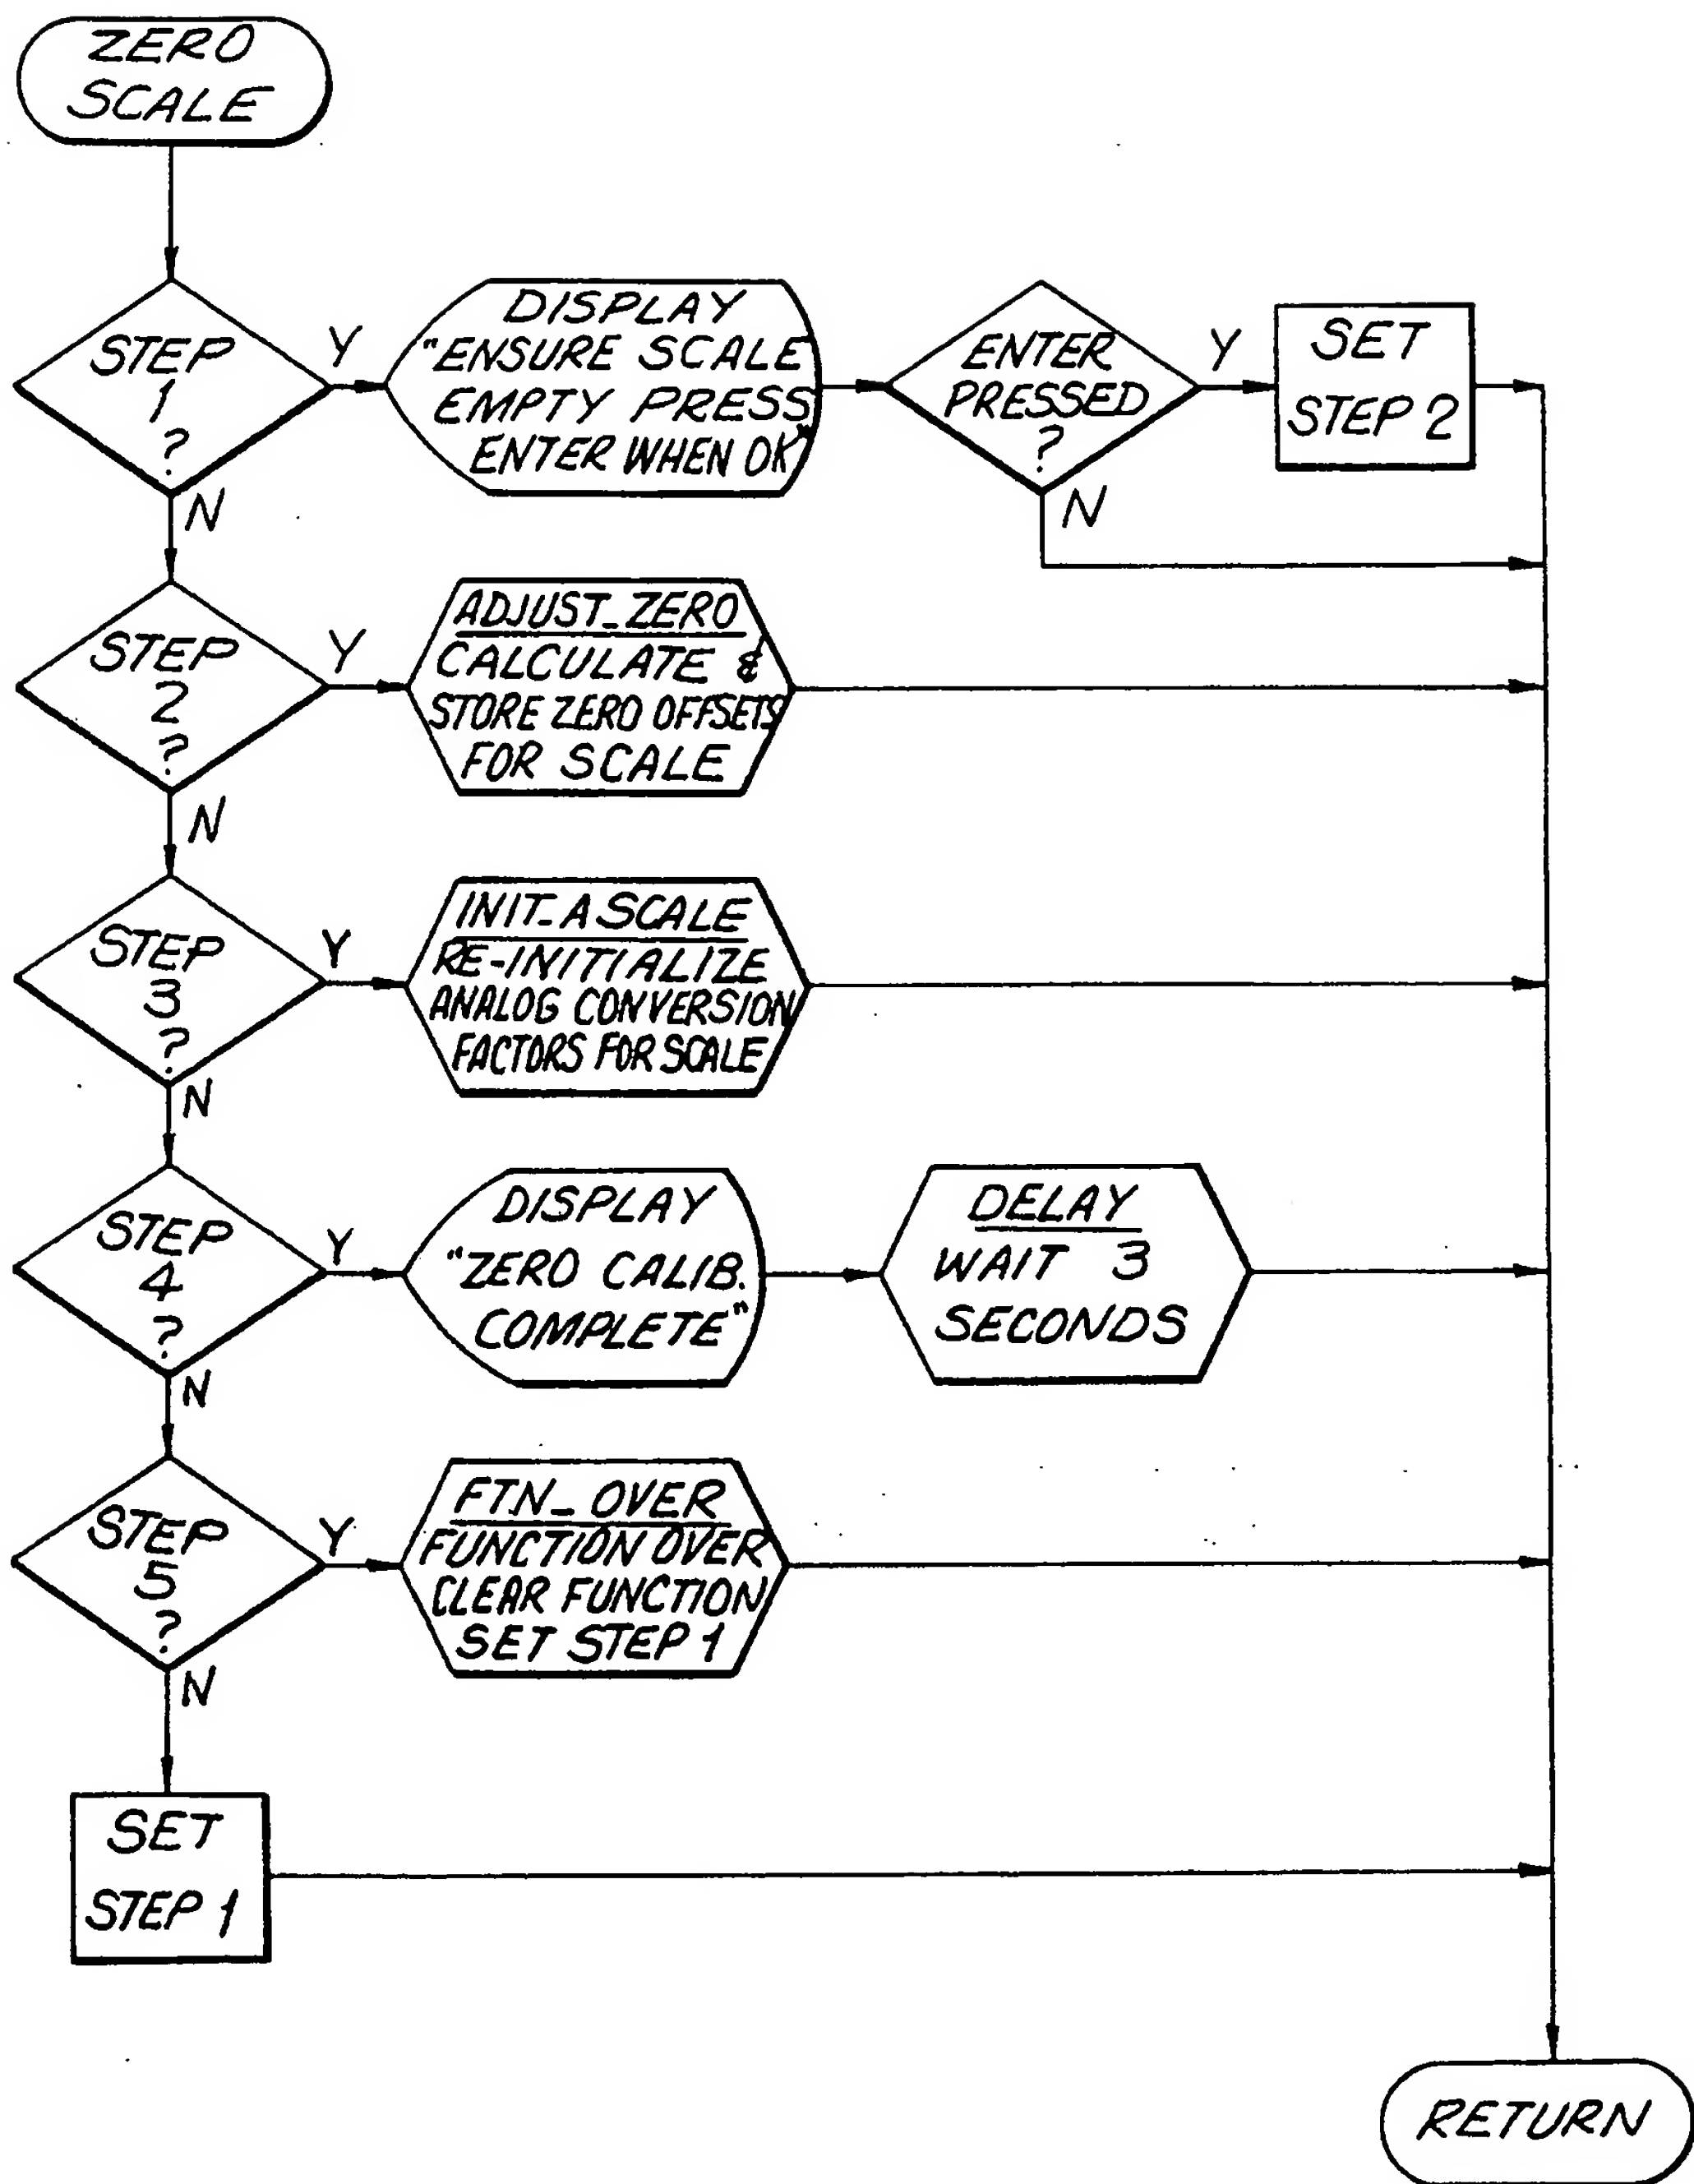 ZERO
SCALE
STEP
1
?
Y
N
DISPLAY
"ENSURE SCALE
EMPTY PRESS
ENTER WHEN OK"
ENTER
PRESSED
?
Y
N
SET
STEP 2
STEP
2
?
Y
N
ADJUST_ZERO
CALCULATE &
STORE ZERO OFFSETS
FOR SCALE
STEP
3
?
Y
N
INIT_A SCALE
RE-INITIALIZE
ANALOG CONVERSION
FACTORS FOR SCALE
STEP
4
?
Y
N
DISPLAY
"ZERO CALIB.
COMPLETE"
DELAY
WAIT 3
SECONDS
STEP
5
?
Y
N
FTN_OVER
FUNCTION OVER
CLEAR FUNCTION
SET STEP 1
SET
STEP 1
RETURN